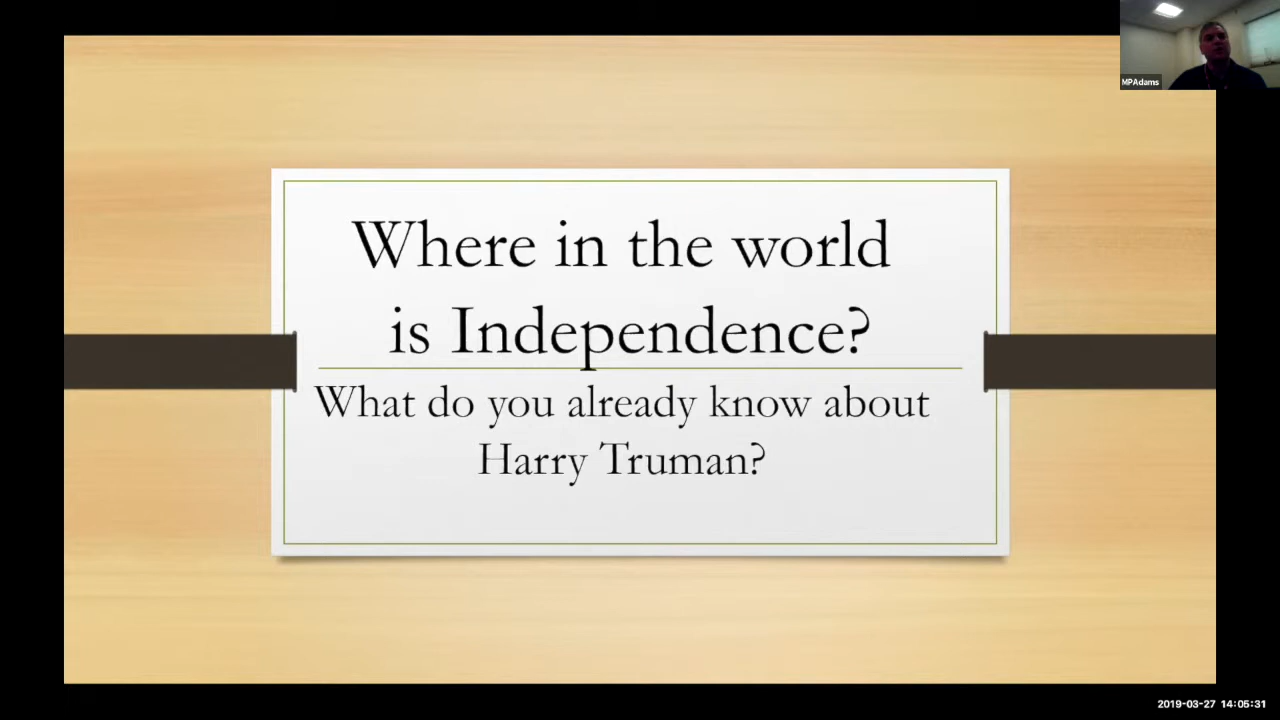 MPAdams
Where in the world
is Independence?
What do you already know about
Harry Truman?
2019-03-27 14:05:31